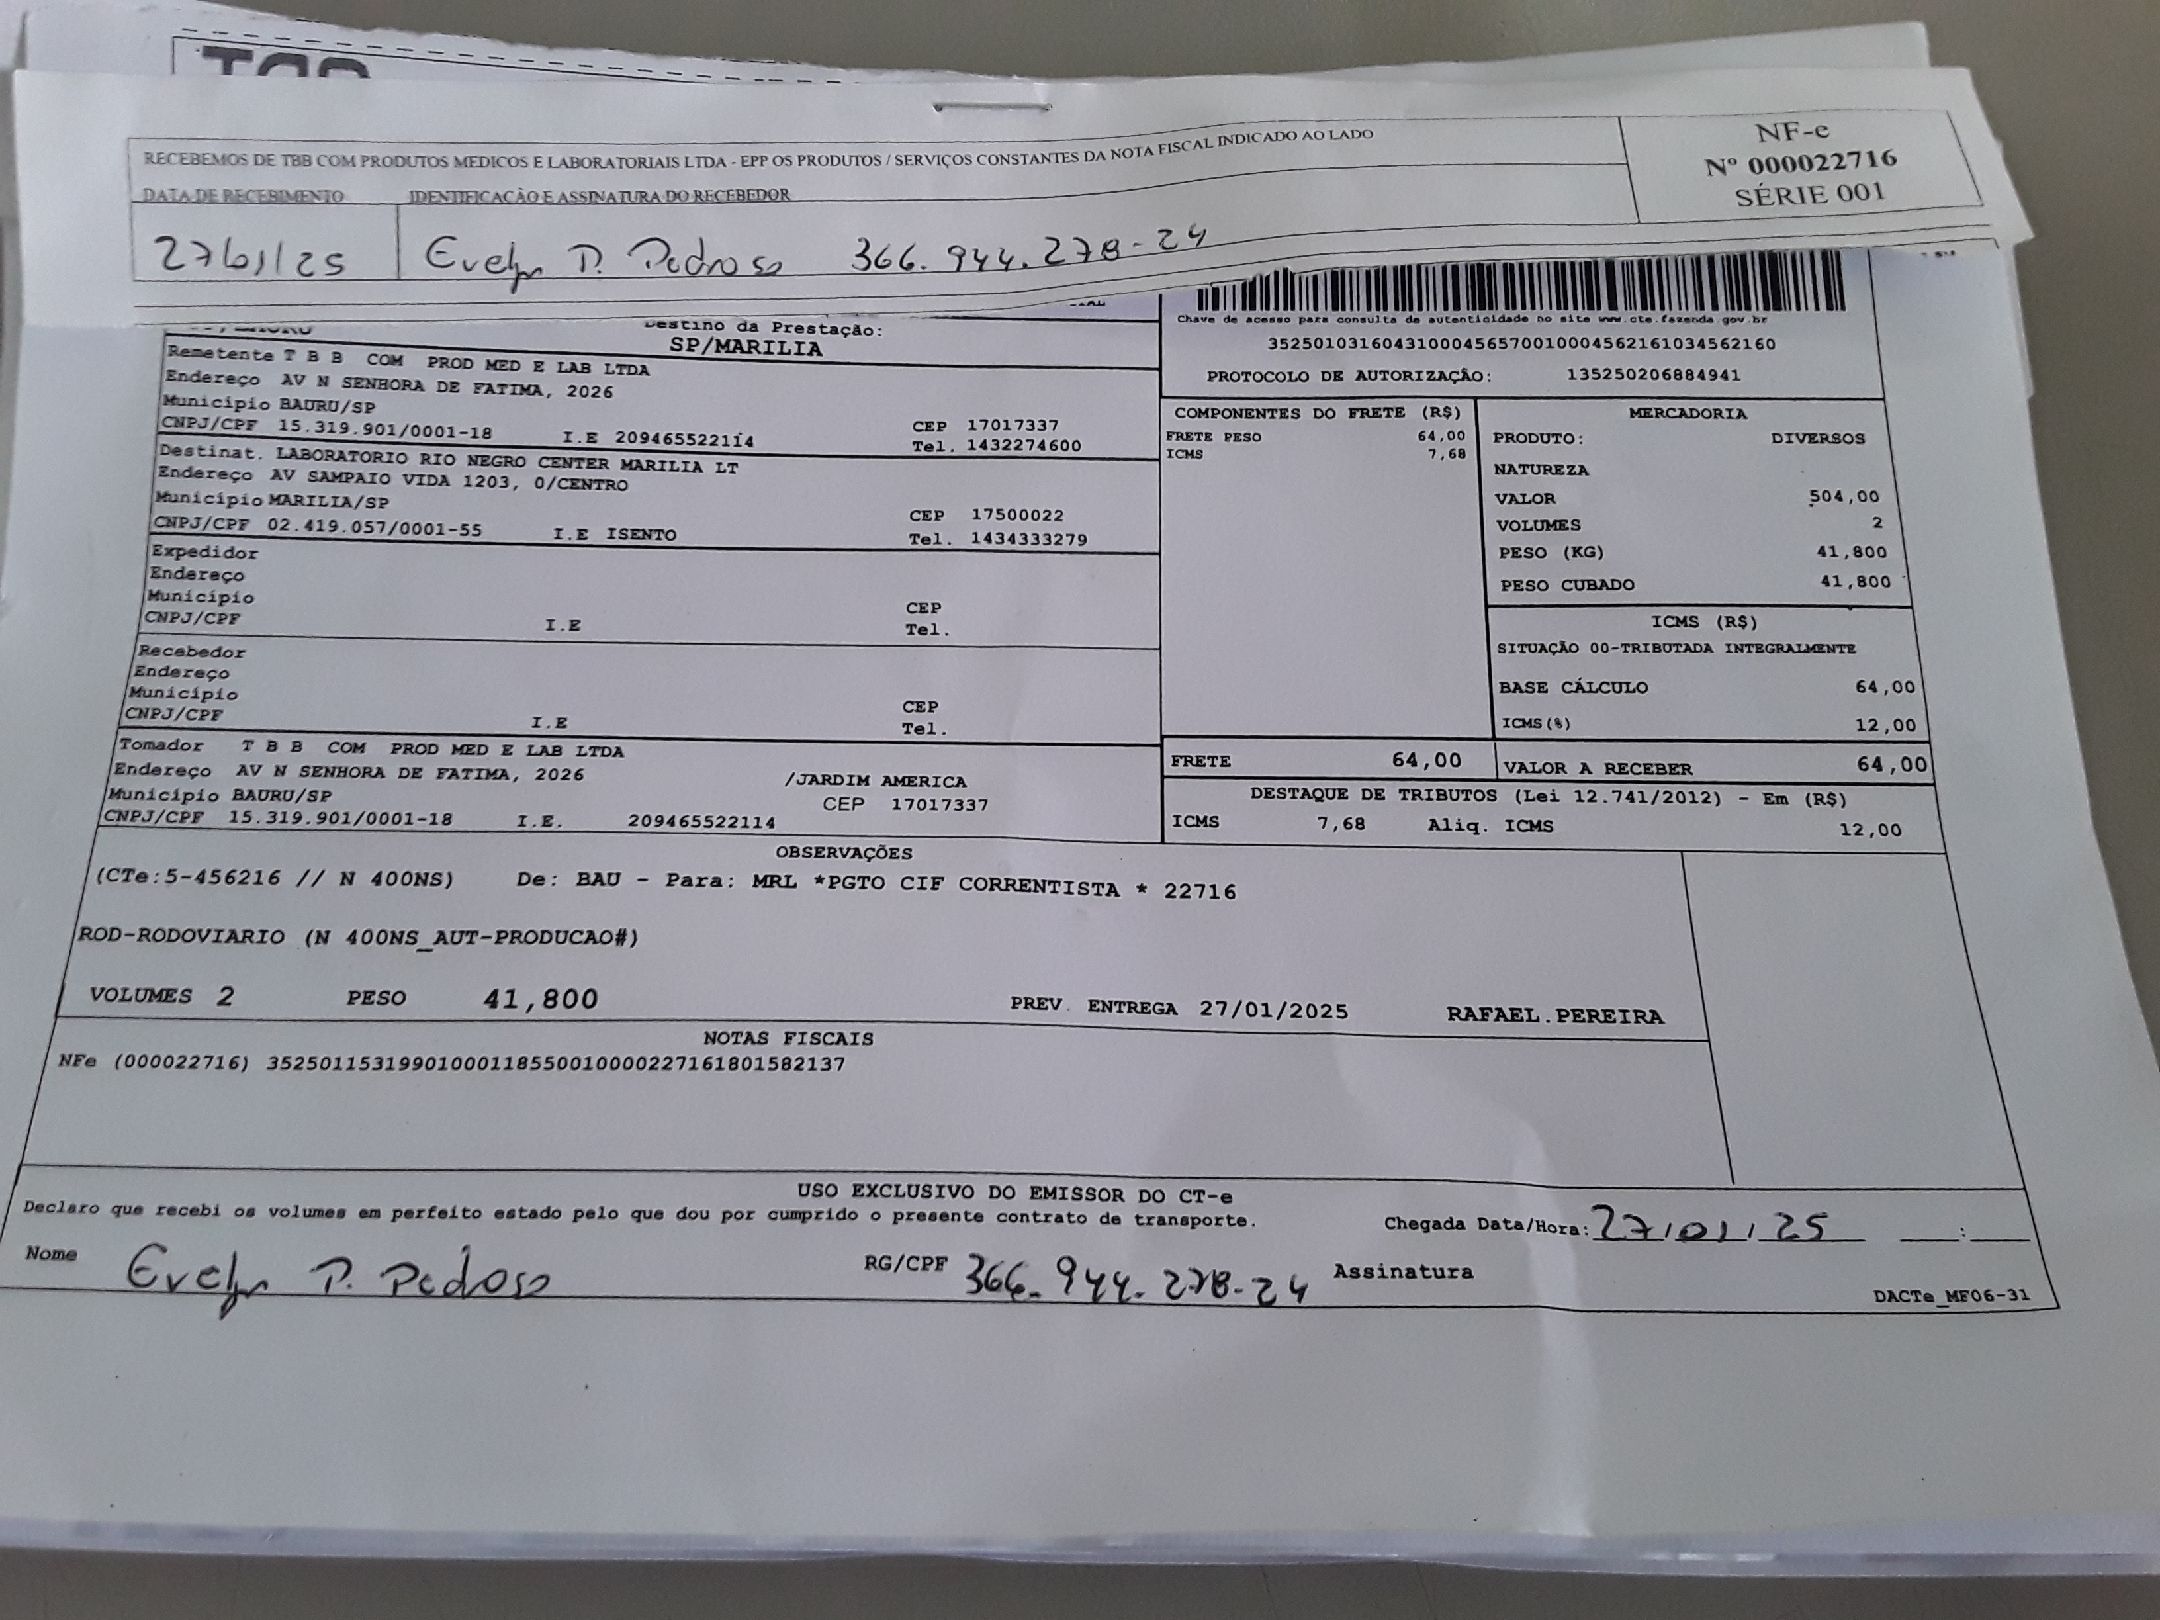 RECEBEMOS DE TBB COM PRODUTOS MEDICOS E LABORATORIAIS LTDA - EPP OS PRODUTOS / SERVIÇOS CONSTANTES DA NOTA FISCAL INDICADO AO LADO
NF-e
Nº 000022716
SÉRIE 001
DATA DE RECEBIMENTO IDENTIFICAÇÃO E ASSINATURA DO RECEBEDOR
27/01/25 Evelyn P. Pedroso 366.944.278-24
Destino da Prestação:
SP/MARILIA
Chave de acesso para consulta de autenticidade no site www.cte.fazenda.gov.br
35250103160431000456570010004562161034562160
PROTOCOLO DE AUTORIZAÇÃO: 135250206884941
Remetente T B B COM PROD MED E LAB LTDA
Endereço AV N SENHORA DE FATIMA, 2026
Município BAURU/SP CEP 17017337
CNPJ/CPF 15.319.901/0001-18 I.E 209465522114 Tel. 1432274600
Destinat. LABORATORIO RIO NEGRO CENTER MARILIA LT
Endereço AV SAMPAIO VIDA 1203, 0/CENTRO
Município MARILIA/SP CEP 17500022
CNPJ/CPF 02.419.057/0001-55 I.E ISENTO Tel. 1434333279
Expedidor
Endereço
Município CEP
CNPJ/CPF I.E Tel.
Recebedor
Endereço
Município CEP
CNPJ/CPF I.E Tel.
Tomador T B B COM PROD MED E LAB LTDA
Endereço AV N SENHORA DE FATIMA, 2026 /JARDIM AMERICA
Município BAURU/SP CEP 17017337
CNPJ/CPF 15.319.901/0001-18 I.E. 209465522114
COMPONENTES DO FRETE (R$)
FRETE PESO 64,00
ICMS 7,68
MERCADORIA
PRODUTO: DIVERSOS
NATUREZA
VALOR 504,00
VOLUMES 2
PESO (KG) 41,800
PESO CUBADO 41,800
ICMS (R$)
SITUAÇÃO 00-TRIBUTADA INTEGRALMENTE
BASE CÁLCULO 64,00
ICMS(%) 12,00
FRETE 64,00 VALOR A RECEBER 64,00
DESTAQUE DE TRIBUTOS (Lei 12.741/2012) - Em (R$)
ICMS 7,68 Aliq. ICMS 12,00
OBSERVAÇÕES
(CTe:5-456216 // N 400NS) De: BAU - Para: MRL *PGTO CIF CORRENTISTA * 22716
ROD-RODOVIARIO (N 400NS_AUT-PRODUCAO#)
VOLUMES 2 PESO 41,800 PREV. ENTREGA 27/01/2025 RAFAEL.PEREIRA
NOTAS FISCAIS
NFe (000022716) 35250115319901000118550010000227161801582137
USO EXCLUSIVO DO EMISSOR DO CT-e
Declaro que recebi os volumes em perfeito estado pelo que dou por cumprido o presente contrato de transporte. Chegada Data/Hora: 27/01/25 :
Nome Evelyn P. Pedroso RG/CPF 366.944.278-24 Assinatura
DACTe_MF06-31